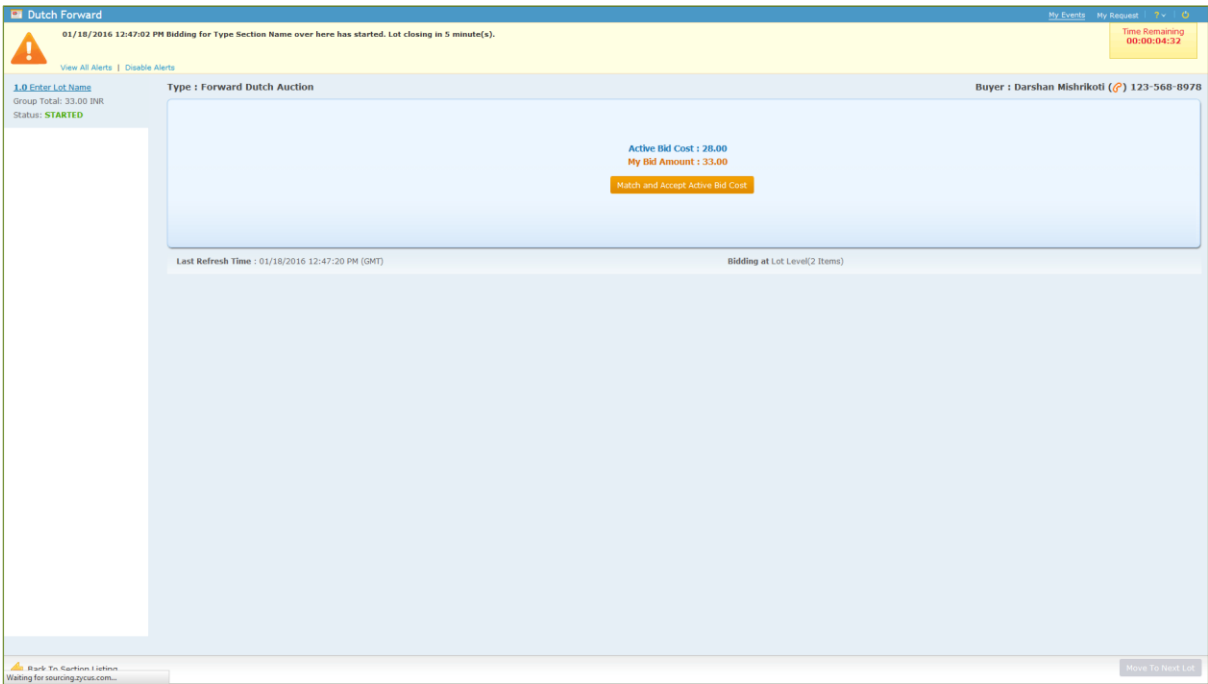 Dutch Forward
My Events My Request ?
01/18/2016 12:47:02 PM Bidding for Type Section Name over here has started. Lot closing in 5 minute(s).
Time Remaining
00:00:04:32
View All Alerts | Disable Alerts
1.0 Enter Lot Name
Group Total: 33.00 INR
Status: STARTED
Type : Forward Dutch Auction
Buyer : Darshan Mishrikoti () 123-568-8978
Active Bid Cost : 28.00
My Bid Amount : 33.00
Match and Accept Active Bid Cost
Last Refresh Time : 01/18/2016 12:47:20 PM (GMT)
Bidding at Lot Level(2 Items)
Back To Section Listing
Waiting for sourcing.zycus.com...
Move To Next Lot